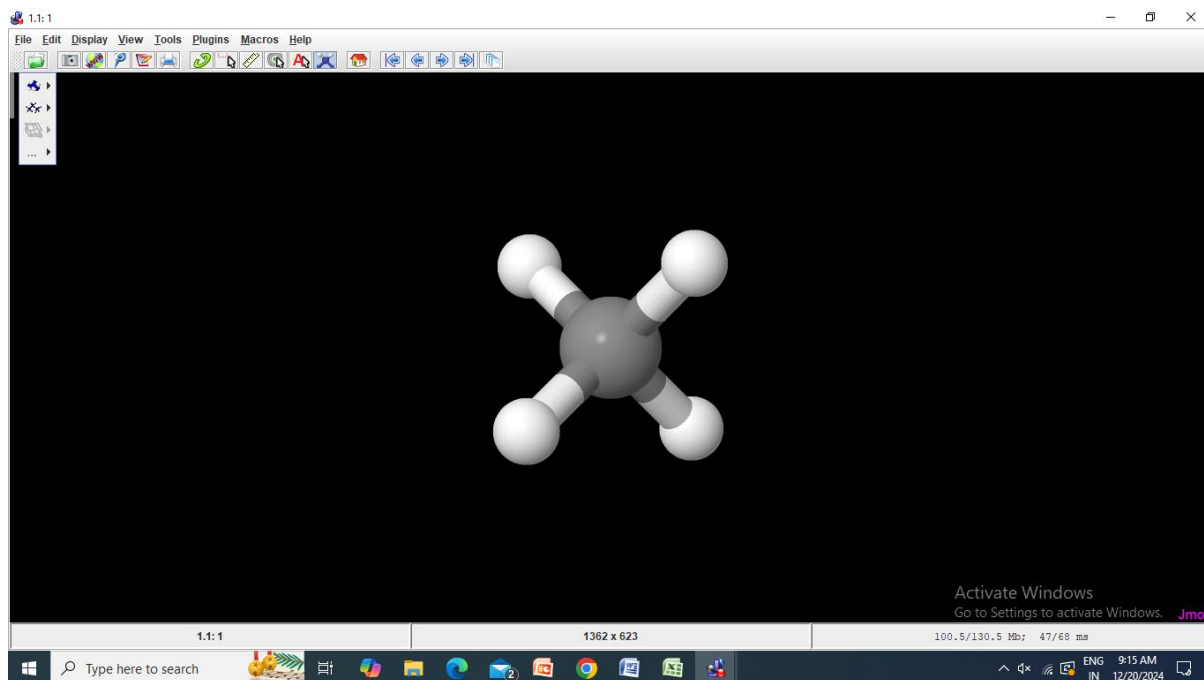 1.1: 1
File Edit Display View Tools Plugins Macros Help
...
Activate Windows
Go to Settings to activate Windows.
Jmo
1.1: 1
1362 x 623
100.5/130.5 Mb; 47/68 ms
Type here to search
2
ENG
IN
9:15 AM
12/20/2024